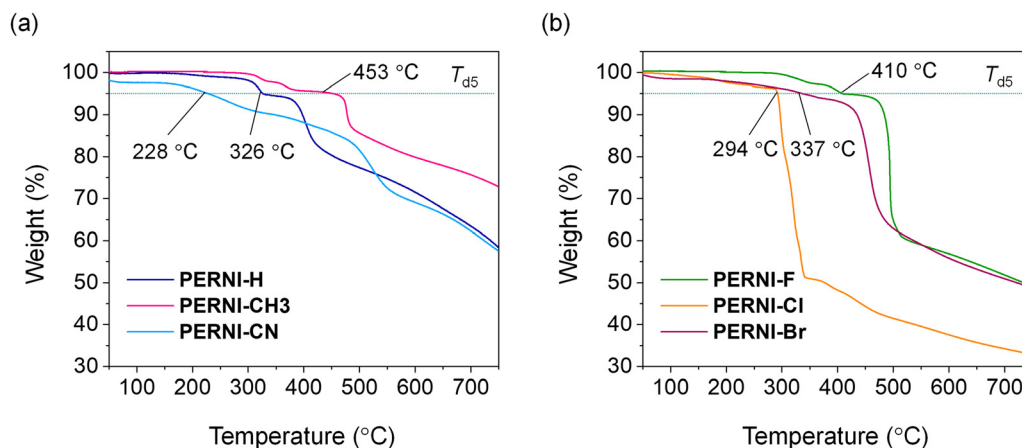 (a)
453 °C
T_d5
228 °C
326 °C
PERNI-H
PERNI-CH3
PERNI-CN
Weight (%)
100
90
80
70
60
50
40
30
100 200 300 400 500 600 700
Temperature (°C)
(b)
410 °C
T_d5
294 °C
337 °C
PERNI-F
PERNI-Cl
PERNI-Br
Weight (%)
100
90
80
70
60
50
40
30
100 200 300 400 500 600 700
Temperature (°C)